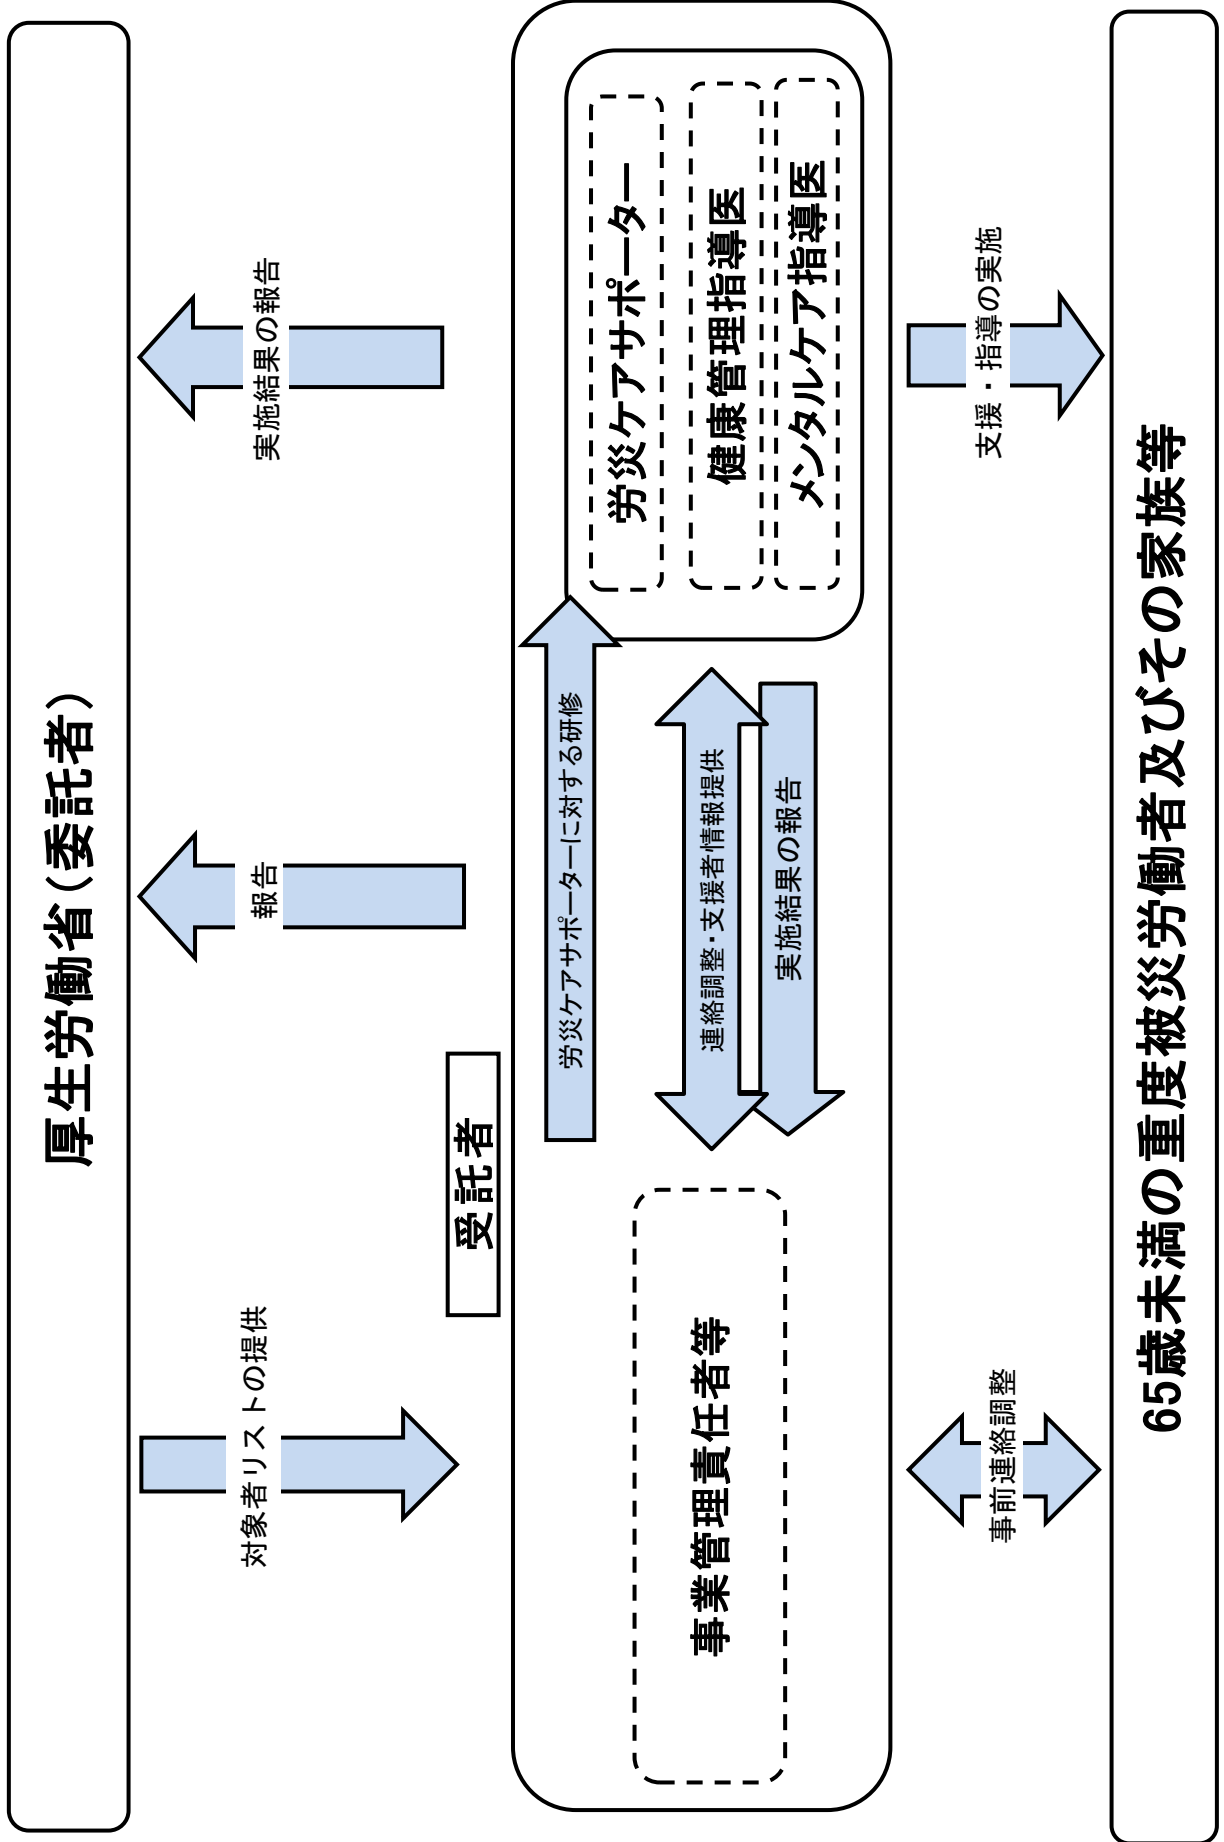 厚生労働省（委託者）
対象者リストの提供
報告
実施結果の報告
受託者
事業管理責任者等
労災ケアサポーターに対する研修
連絡調整・支援者情報提供
実施結果の報告
労災ケアサポーター
健康管理指導医
メンタルケア指導医
事前連絡調整
支援・指導の実施
65歳未満の重度被災労働者及びその家族等